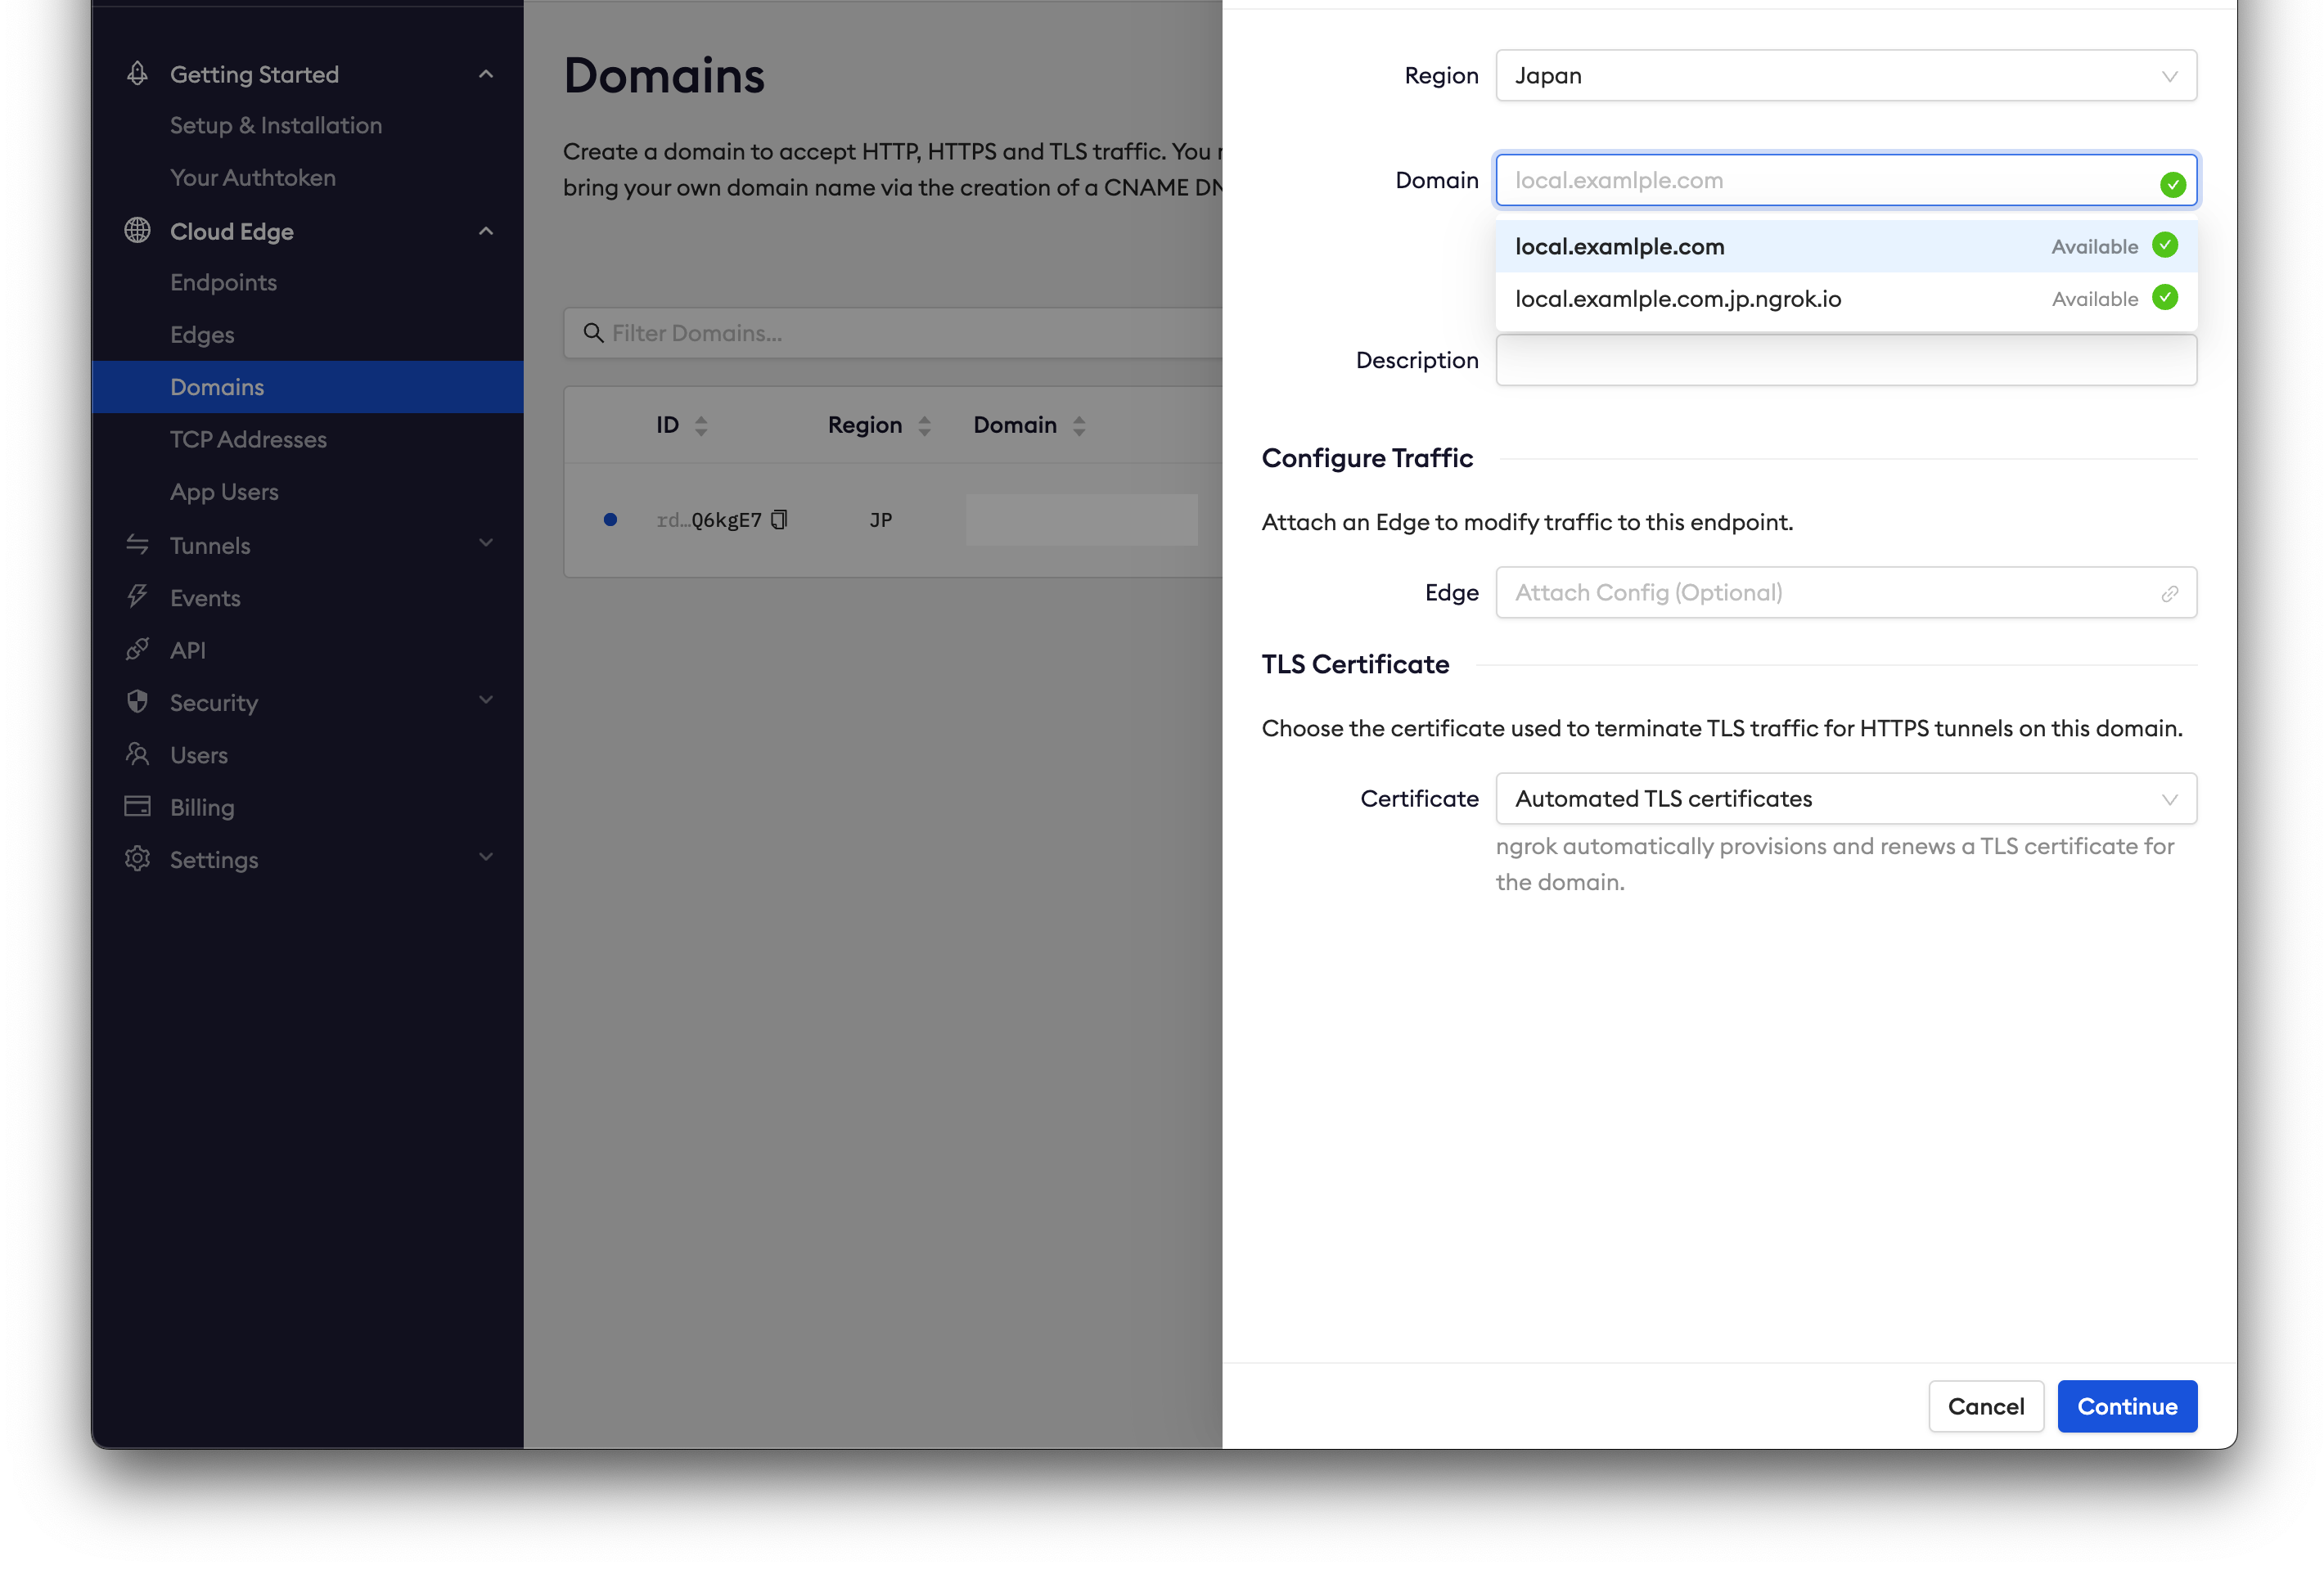 Getting Started
Setup & Installation
Your Authtoken
Cloud Edge
Endpoints
Edges
Domains
TCP Addresses
App Users
Tunnels
Events
API
Security
Users
Billing
Settings
Domains
Create a domain to accept HTTP, HTTPS and TLS traffic. You
bring your own domain name via the creation of a CNAME
Filter Domains...
ID Region Domain
rd...Q6kgE7 JP
Region Japan
Domain local.examlple.com
local.examlple.com Available
local.examlple.com.jp.ngrok.io Available
Description
Configure Traffic
Attach an Edge to modify traffic to this endpoint.
Edge Attach Config (Optional)
TLS Certificate
Choose the certificate used to terminate TLS traffic for HTTPS tunnels on this domain.
Certificate Automated TLS certificates
ngrok automatically provisions and renews a TLS certificate for
the domain.
Cancel Continue